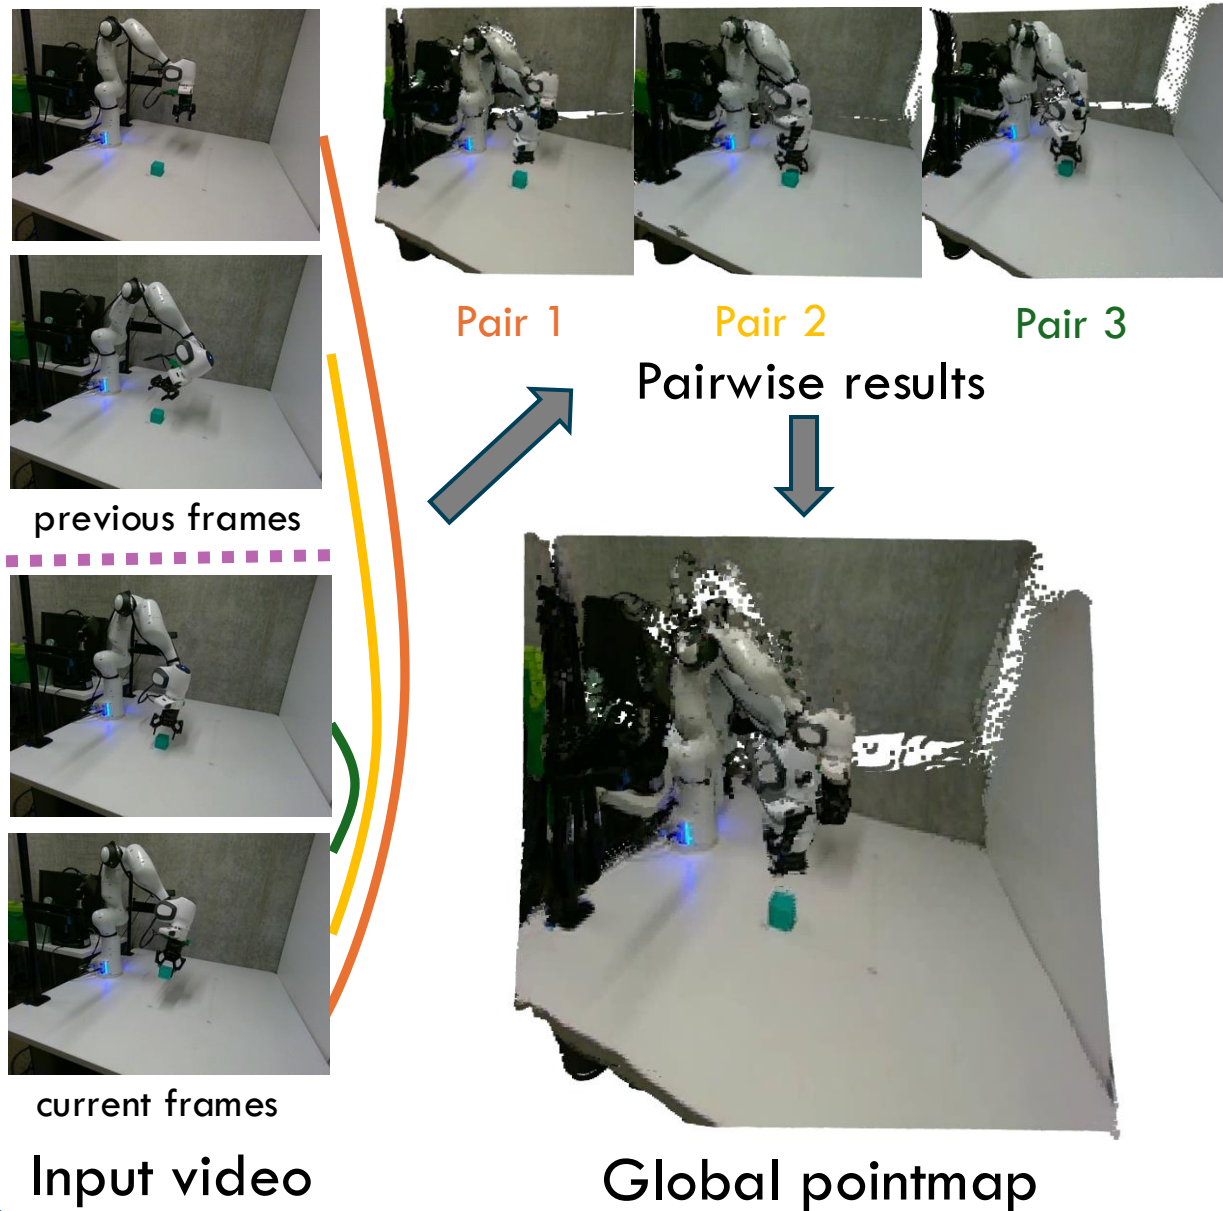 previous frames
current frames
Input video
Pair 1
Pair 2
Pair 3
Pairwise results
Global pointmap